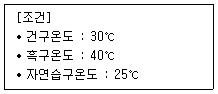 [조건]
• 건구온도 : 30℃
• 흑구온도 : 40℃
• 자연습구온도 : 25℃